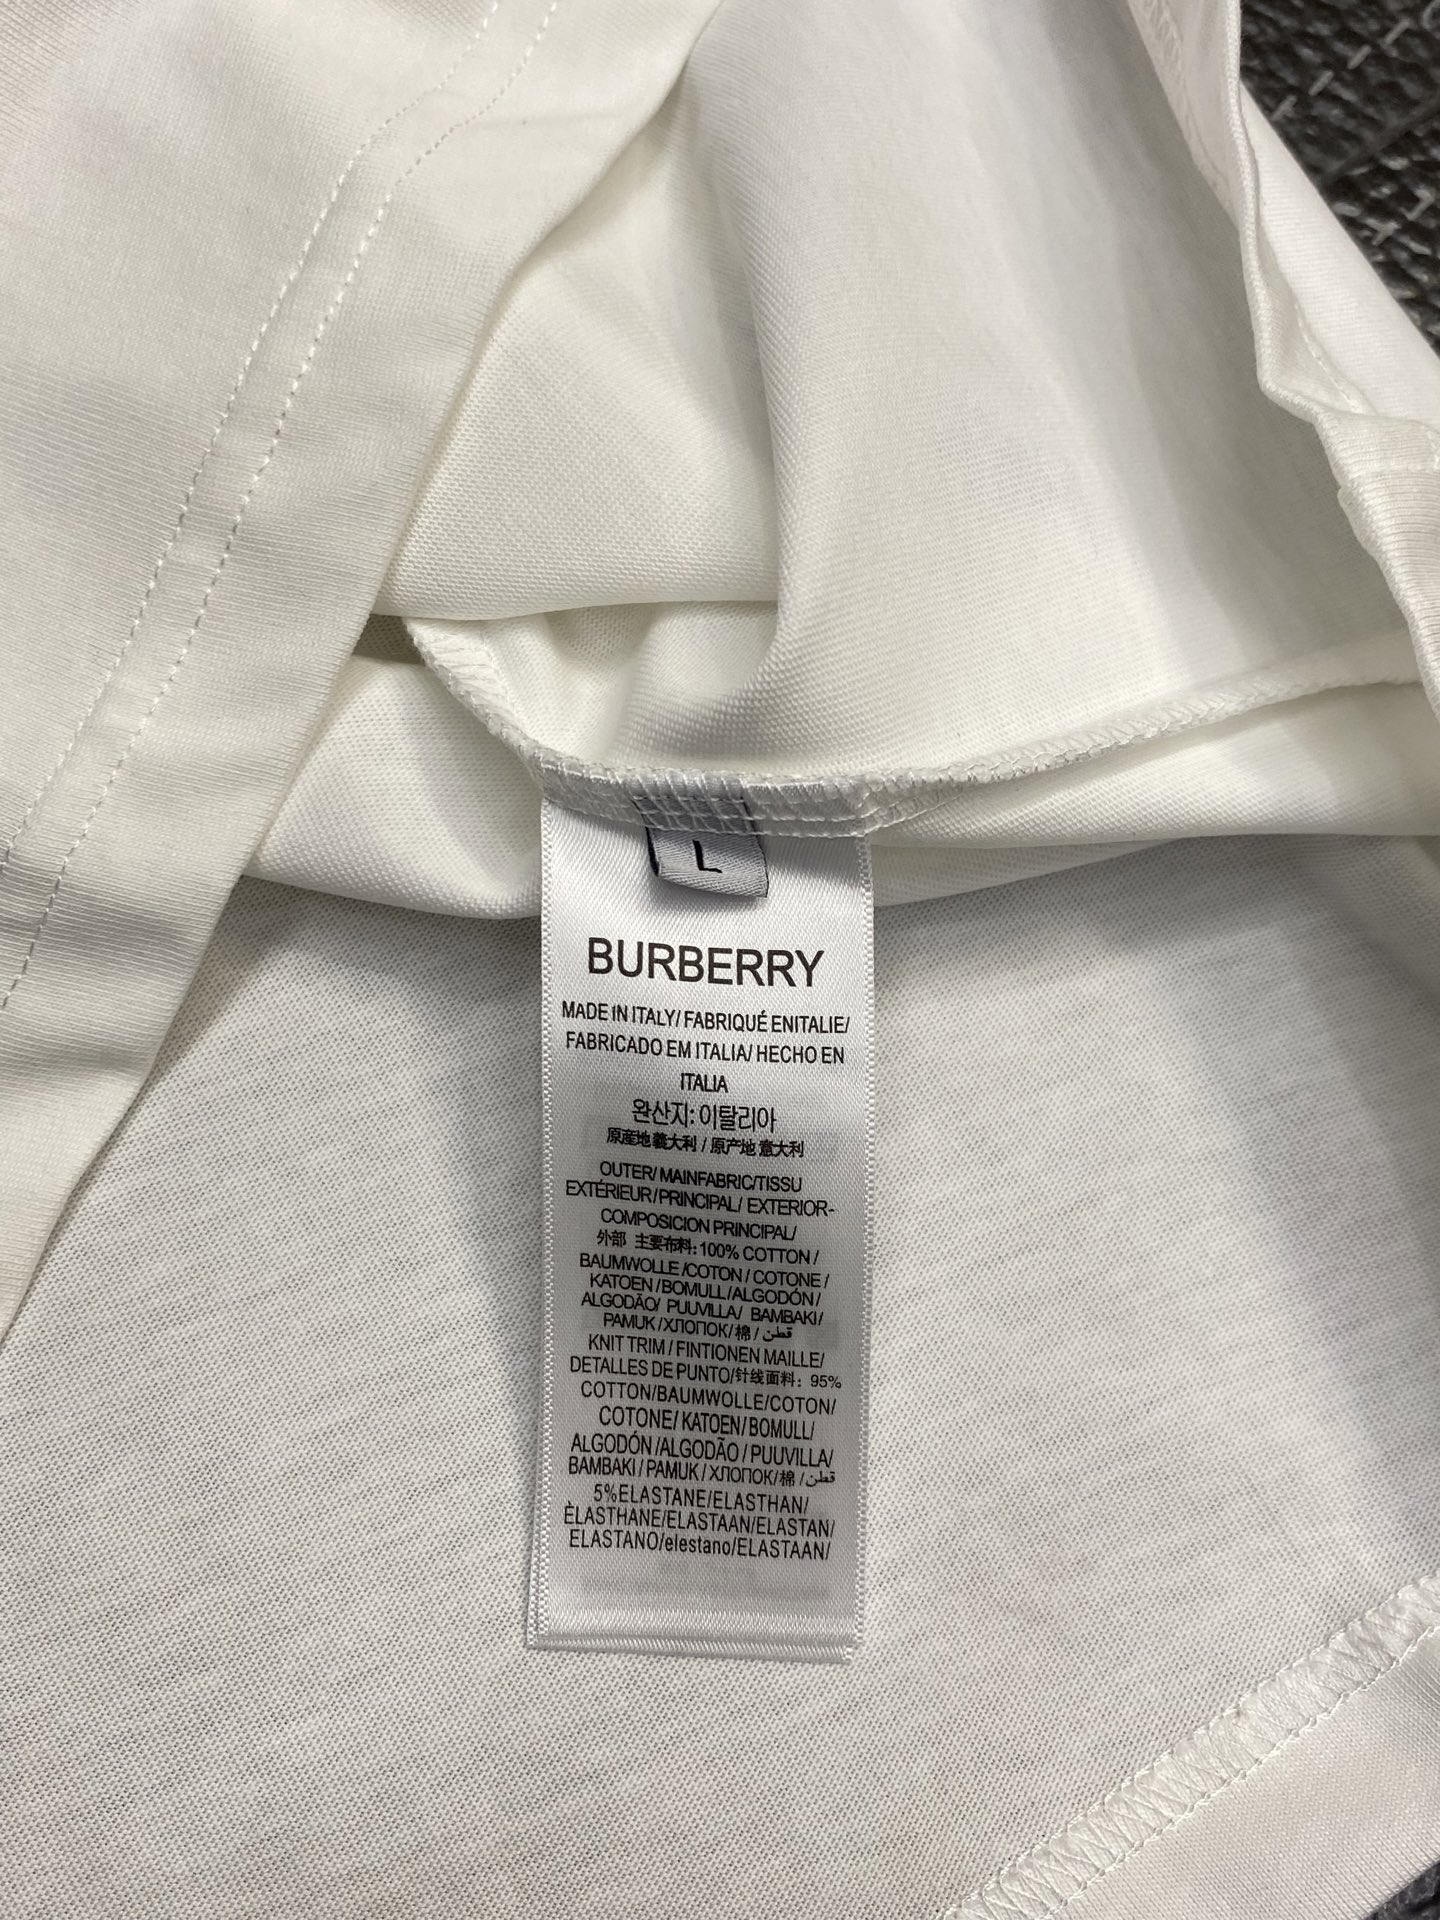 L
BURBERRY
MADE IN ITALY/ FABRIQUÉ ENITALIE/
FABRICADO EM ITALIA/ HECHO EN
ITALIA
완산지: 이탈리아
原産地義大利 / 原产地 意大利
OUTER/ MAINFABRIC/TISSU
EXTÉRIEUR/PRINCIPAL/ EXTERIOR-
COMPOSICION PRINCIPAL/
外部 主要布料: 100% COTTON /
BAUMWOLLE /COTON / COTONE /
KATOEN /BOMULL/ALGODÓN /
ALGODÃO/ PUUVILLA/ BAMBAKI/
PAMUK /ХЛОПОК/棉 / قطن
KNIT TRIM / FINTIONEN MAILLE/
DETALLES DE PUNTO/针线面料: 95%
COTTON/BAUMWOLLE/COTON/
COTONE/ KATOEN/ BOMULL/
ALGODÓN /ALGODÃO / PUUVILLA/
BAMBAKI / PAMUK / ХЛОПОК/棉 / قطن
5%ELASTANE/ELASTHAN/
ÈLASTHANE/ELASTAAN/ELASTAN/
ELASTANO/elestano/ELASTAAN/